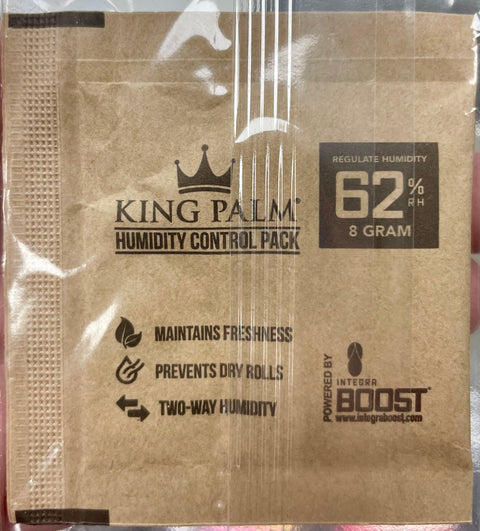 KING PALM®
HUMIDITY CONTROL PACK
REGULATE HUMIDITY
62% RH
8 GRAM
MAINTAINS FRESHNESS
PREVENTS DRY ROLLS
TWO-WAY HUMIDITY
POWERED BY
INTEGRA
BOOST®
www.integraboost.com